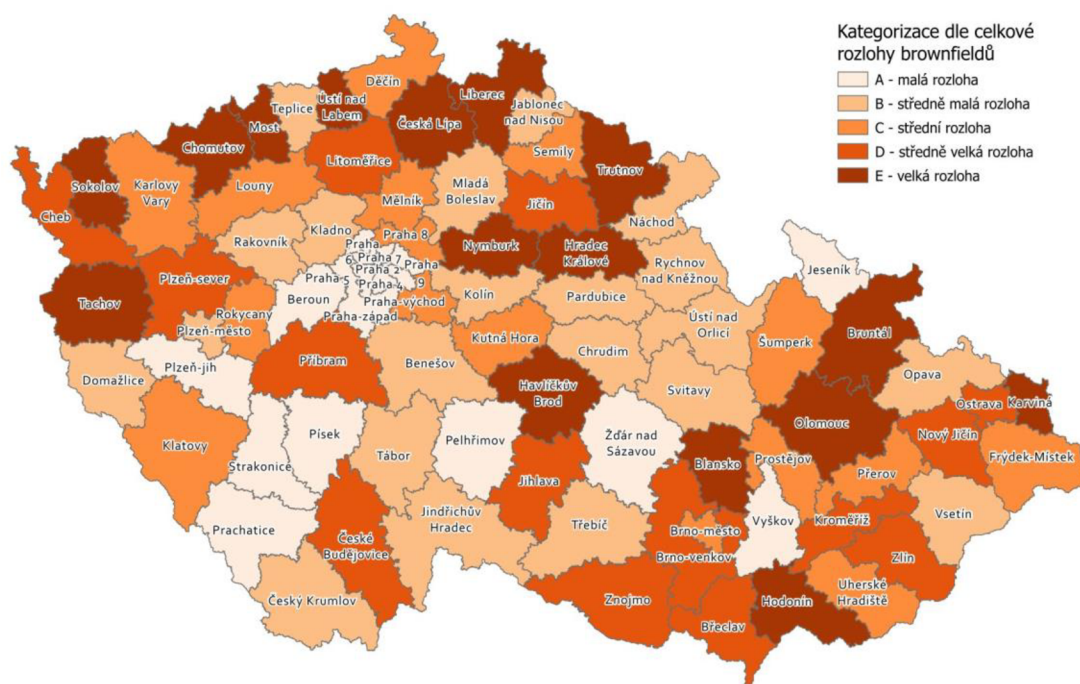 Kategorizace dle celkové
rozlohy brownfieldů
A - malá rozloha
B - středně malá rozloha
C - střední rozloha
D - středně velká rozloha
E - velká rozloha
Děčín
Liberec
Ústí nad
Labem
Teplice
Jablonec
nad Nisou
Česká Lípa
Most
Chomutov
Semily
Trutnov
Litoměřice
Sokolov
Karlovy
Vary
Louny
Mladá
Boleslav
Mělník
Jičín
Cheb
Náchod
Kladno
Rakovník
Praha 8
Nymburk
Hradec
Králové
Praha
6
Praha 7
Praha 2
Praha
9
Praha 5
Praha 4
Rychnov
nad Kněžnou
Jeseník
Plzeň-sever
Tachov
Beroun
Praha-východ
Praha-západ
Kolín
Pardubice
Rokycany
Plzeň-město
Ústí nad
Orlicí
Bruntál
Kutná Hora
Šumperk
Chrudim
Příbram
Benešov
Plzeň-jih
Domažlice
Opava
Svitavy
Havlíčkův
Brod
Ostrava
Karviná
Olomouc
Nový Jičín
Klatovy
Písek
Pelhřimov
Žďár nad
Sázavou
Strakonice
Tábor
Blansko
Prostějov
Frýdek-Místek
Přerov
Jihlava
Jindřichův
Hradec
Vsetín
Prachatice
Třebíč
Brno-město
Vyškov
Kroměříž
České
Budějovice
Brno-venkov
Zlín
Uherské
Hradiště
Český Krumlov
Znojmo
Hodonín
Břeclav